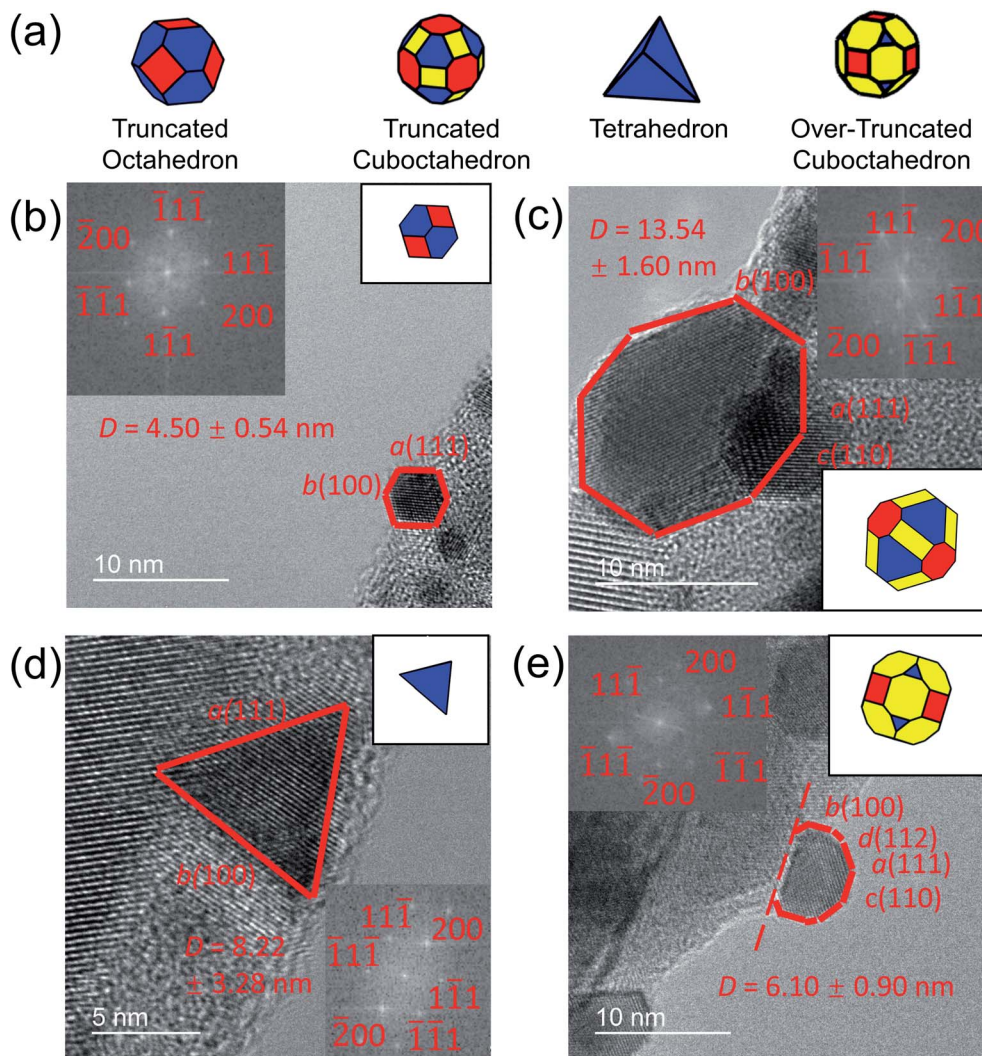 (a)
Truncated
Octahedron
Truncated
Cuboctahedron
Tetrahedron
Over-Truncated
Cuboctahedron
(b)
1̄11̄
2̄00
111̄
1̄1̄1
200
11̄1
D = 4.50 ± 0.54 nm
a(111)
b(100)
10 nm
(c)
D = 13.54
± 1.60 nm
b(100)
111̄
200
1̄11̄
11̄1
2̄00
1̄1̄1
a(111)
c(110)
10 nm
(d)
a(111)
b(100)
D = 8.22
± 3.28 nm
111̄
200
1̄11̄
11̄1
2̄00
1̄1̄1
5 nm
(e)
200
111̄
11̄1
1̄11̄
1̄1̄1
2̄00
b(100)
d(112)
a(111)
c(110)
D = 6.10 ± 0.90 nm
10 nm